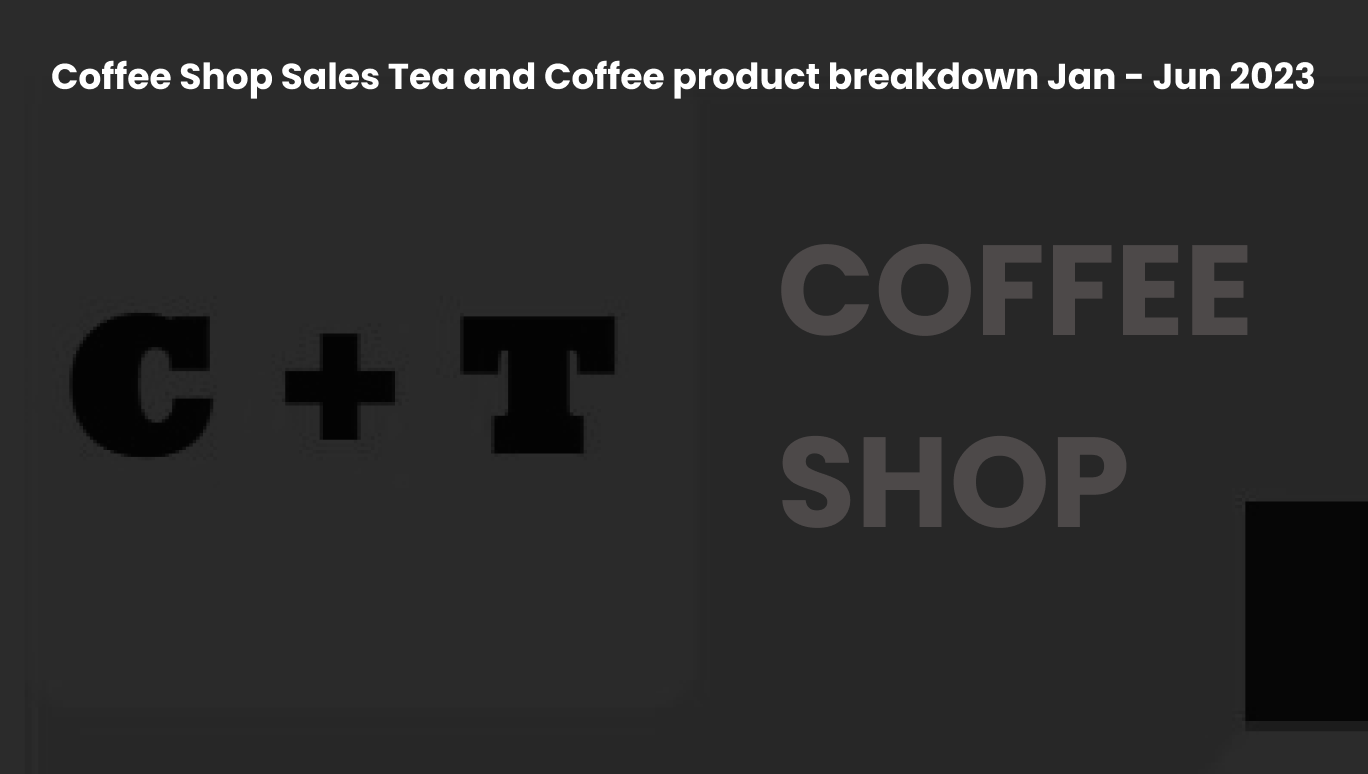 Coffee Shop Sales Tea and Coffee product breakdown Jan - Jun 2023
C + T
COFFEE
SHOP